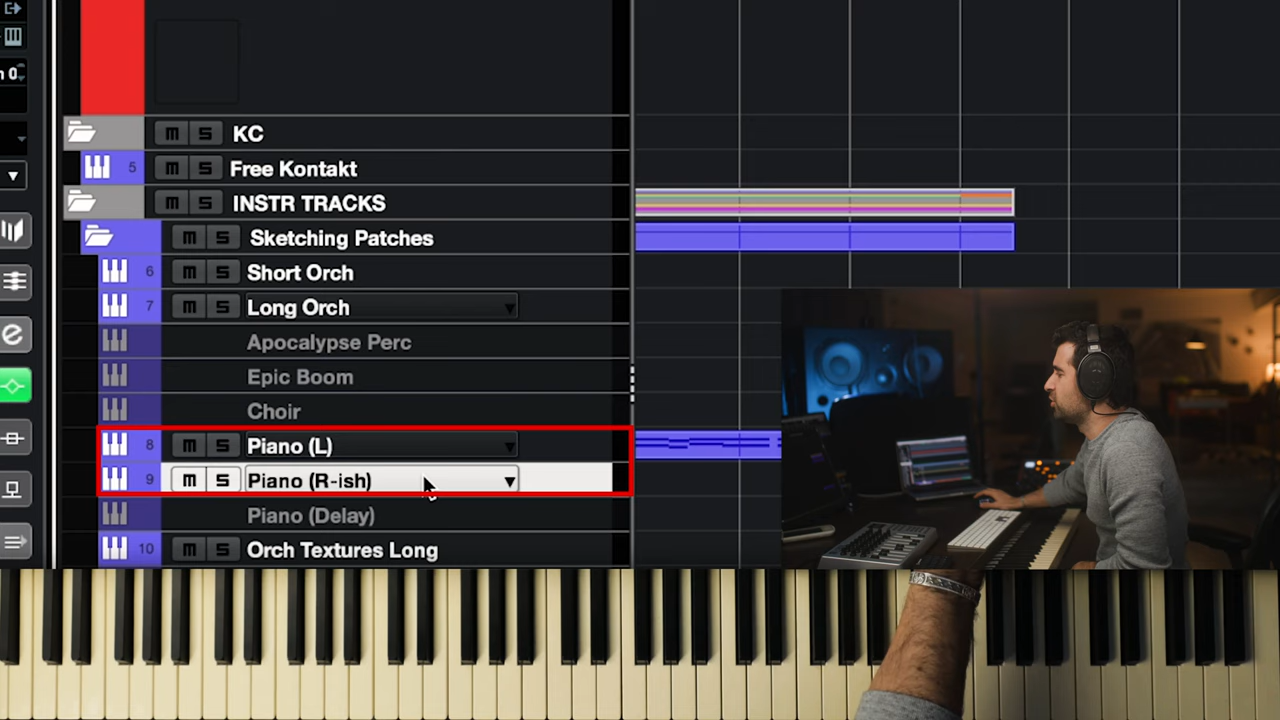 n 0
M S KC
5 M S Free Kontakt
M S INSTR TRACKS
M S Sketching Patches
6 M S Short Orch
7 M S Long Orch
Apocalypse Perc
Epic Boom
Choir
8 M S Piano (L)
9 M S Piano (R-ish)
Piano (Delay)
10 M S Orch Textures Long